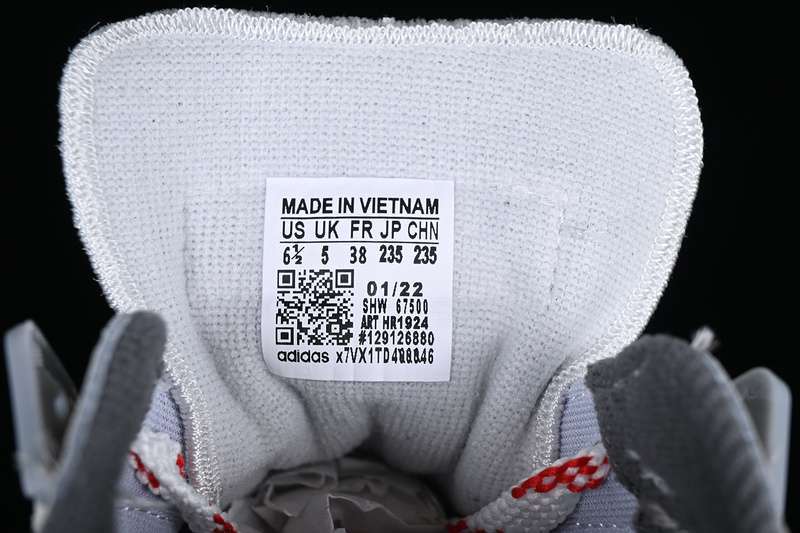 MADE IN VIETNAM
US UK FR JP CHN
6½ 5 38 235 235
01/22
SHW 67500
ART HR1924
#129126880
adidas